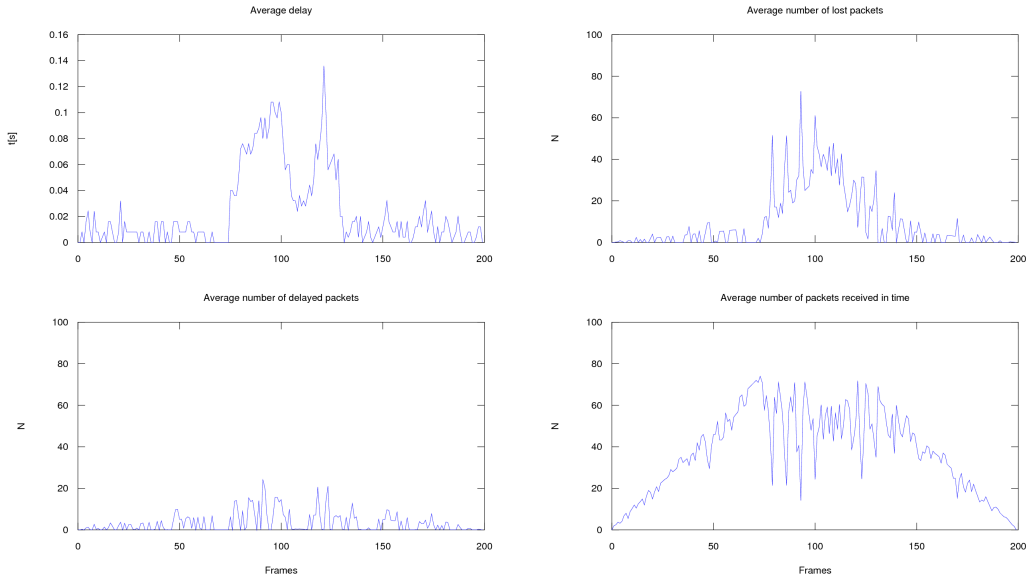 Average delay
0.16
0.14
0.12
0.1
0.08
0.06
0.04
0.02
0
t[s]
0 50 100 150 200
Average number of lost packets
100
80
60
40
20
0
N
0 50 100 150 200
Average number of delayed packets
100
80
60
40
20
0
N
0 50 100 150 200
Frames
Average number of packets received in time
100
80
60
40
20
0
N
0 50 100 150 200
Frames